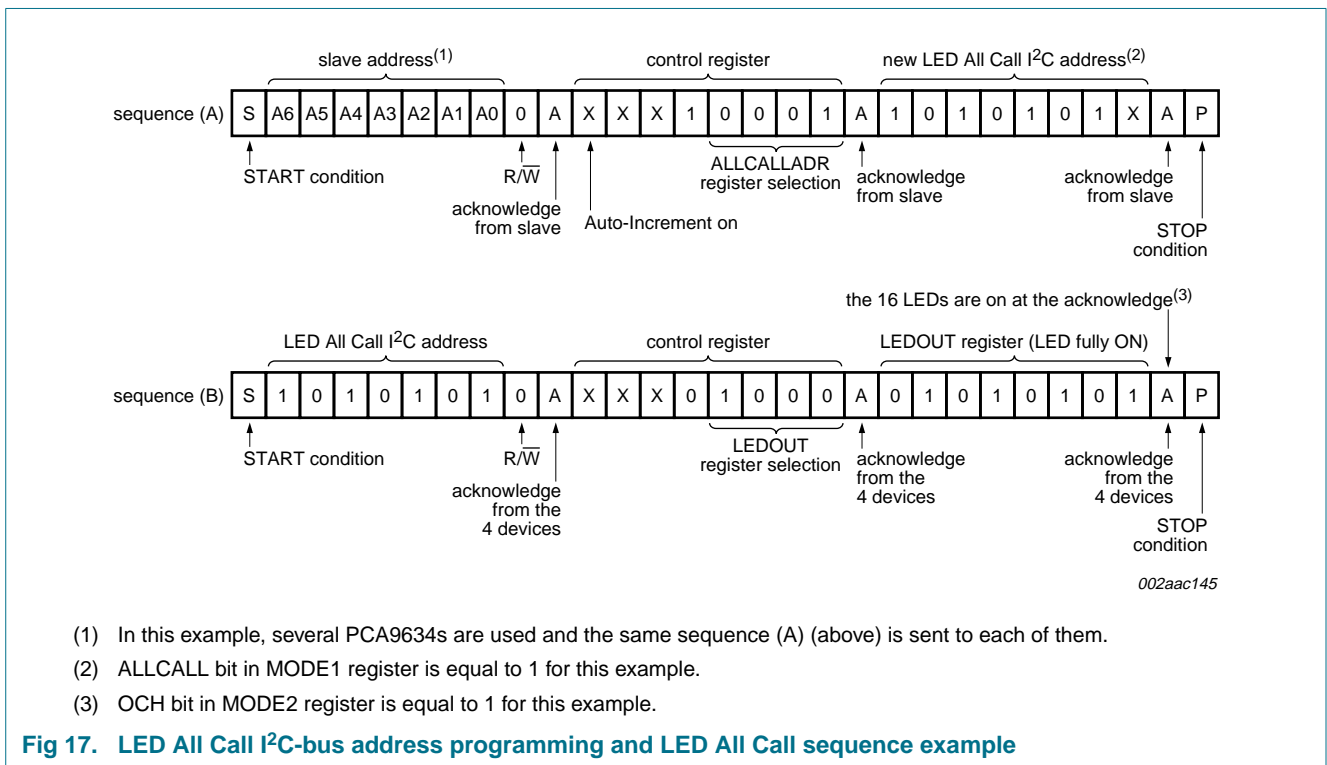 slave address(1) control register new LED All Call I2C address(2)
sequence (A) S A6 A5 A4 A3 A2 A1 A0 0 A X X X 1 0 0 0 1 A 1 0 1 0 1 0 1 X A P
START condition R/W
acknowledge
from slave
Auto-Increment on
ALLCALLADR
register selection
acknowledge
from slave
acknowledge
from slave
STOP
condition
the 16 LEDs are on at the acknowledge(3)
LED All Call I2C address control register LEDOUT register (LED fully ON)
sequence (B) S 1 0 1 0 1 0 1 0 A X X X 0 1 0 0 0 A 0 1 0 1 0 1 0 1 A P
START condition R/W
acknowledge
from the
4 devices
LEDOUT
register selection
acknowledge
from the
4 devices
acknowledge
from the
4 devices
STOP
condition
002aac145
(1) In this example, several PCA9634s are used and the same sequence (A) (above) is sent to each of them.
(2) ALLCALL bit in MODE1 register is equal to 1 for this example.
(3) OCH bit in MODE2 register is equal to 1 for this example.
Fig 17. LED All Call I2C-bus address programming and LED All Call sequence example